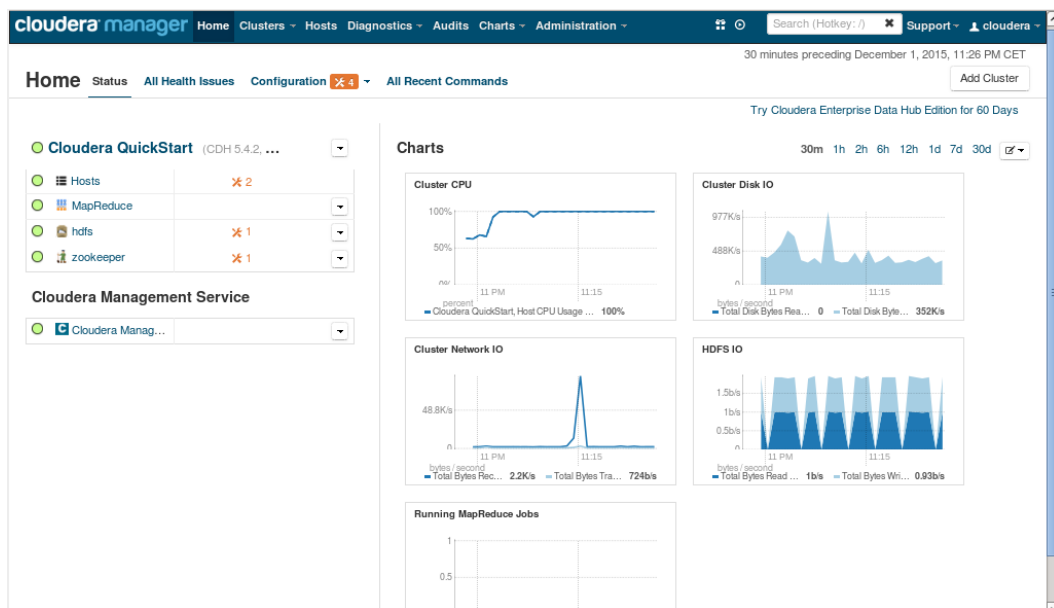 cloudera manager Home Clusters Hosts Diagnostics Audits Charts Administration Search (Hotkey: /) Support cloudera
30 minutes preceding December 1, 2015, 11:26 PM CET
Home Status All Health Issues Configuration 4 All Recent Commands Add Cluster
Try Cloudera Enterprise Data Hub Edition for 60 Days
Cloudera QuickStart (CDH 5.4.2, ...
Hosts 2
MapReduce
hdfs 1
zookeeper 1
Cloudera Management Service
Cloudera Manag...
Charts 30m 1h 2h 6h 12h 1d 7d 30d
Cluster CPU
100%
50%
0%
11 PM 11:15
percent
Cloudera QuickStart, Host CPU Usage ... 100%
Cluster Disk IO
977K/s
488K/s
0
11 PM 11:15
bytes / second
Total Disk Bytes Rea... 0 Total Disk Byte... 352K/s
Cluster Network IO
48.8K/s
0
11 PM 11:15
bytes / second
Total Bytes Rec... 2.2K/s Total Bytes Tra... 724b/s
HDFS IO
1.5b/s
1b/s
0.5b/s
0
11 PM 11:15
bytes / second
Total Bytes Read ... 1b/s Total Bytes Wri... 0.93b/s
Running MapReduce Jobs
1
0.5